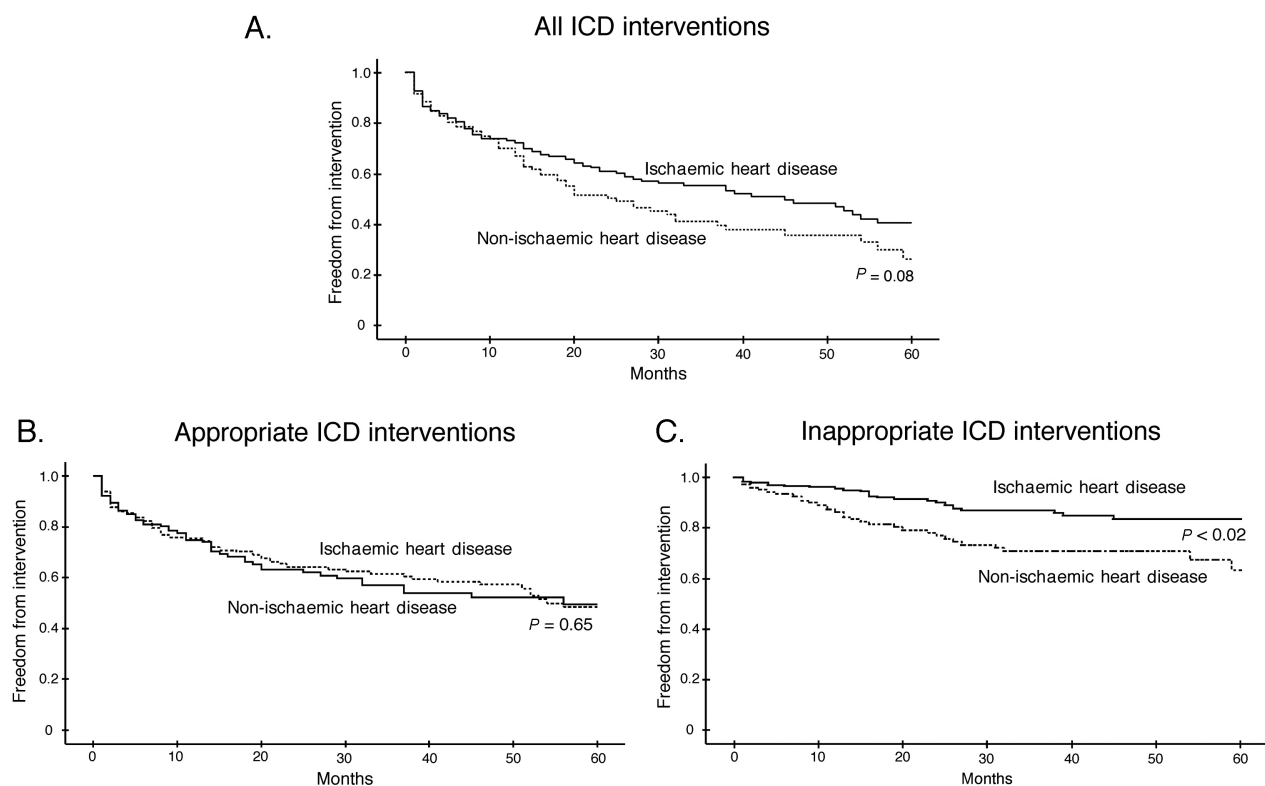 A.
All ICD interventions
Freedom from intervention
1.0
0.8
0.6
0.4
0.2
0
Ischaemic heart disease
Non-ischaemic heart disease
P = 0.08
0 10 20 30 40 50 60
Months
B.
Appropriate ICD interventions
Freedom from intervention
1.0
0.8
0.6
0.4
0.2
0
Ischaemic heart disease
Non-ischaemic heart disease
P = 0.65
0 10 20 30 40 50 60
Months
C.
Inappropriate ICD interventions
Freedom from intervention
1.0
0.8
0.6
0.4
0.2
0
Ischaemic heart disease
P < 0.02
Non-ischaemic heart disease
0 10 20 30 40 50 60
Months